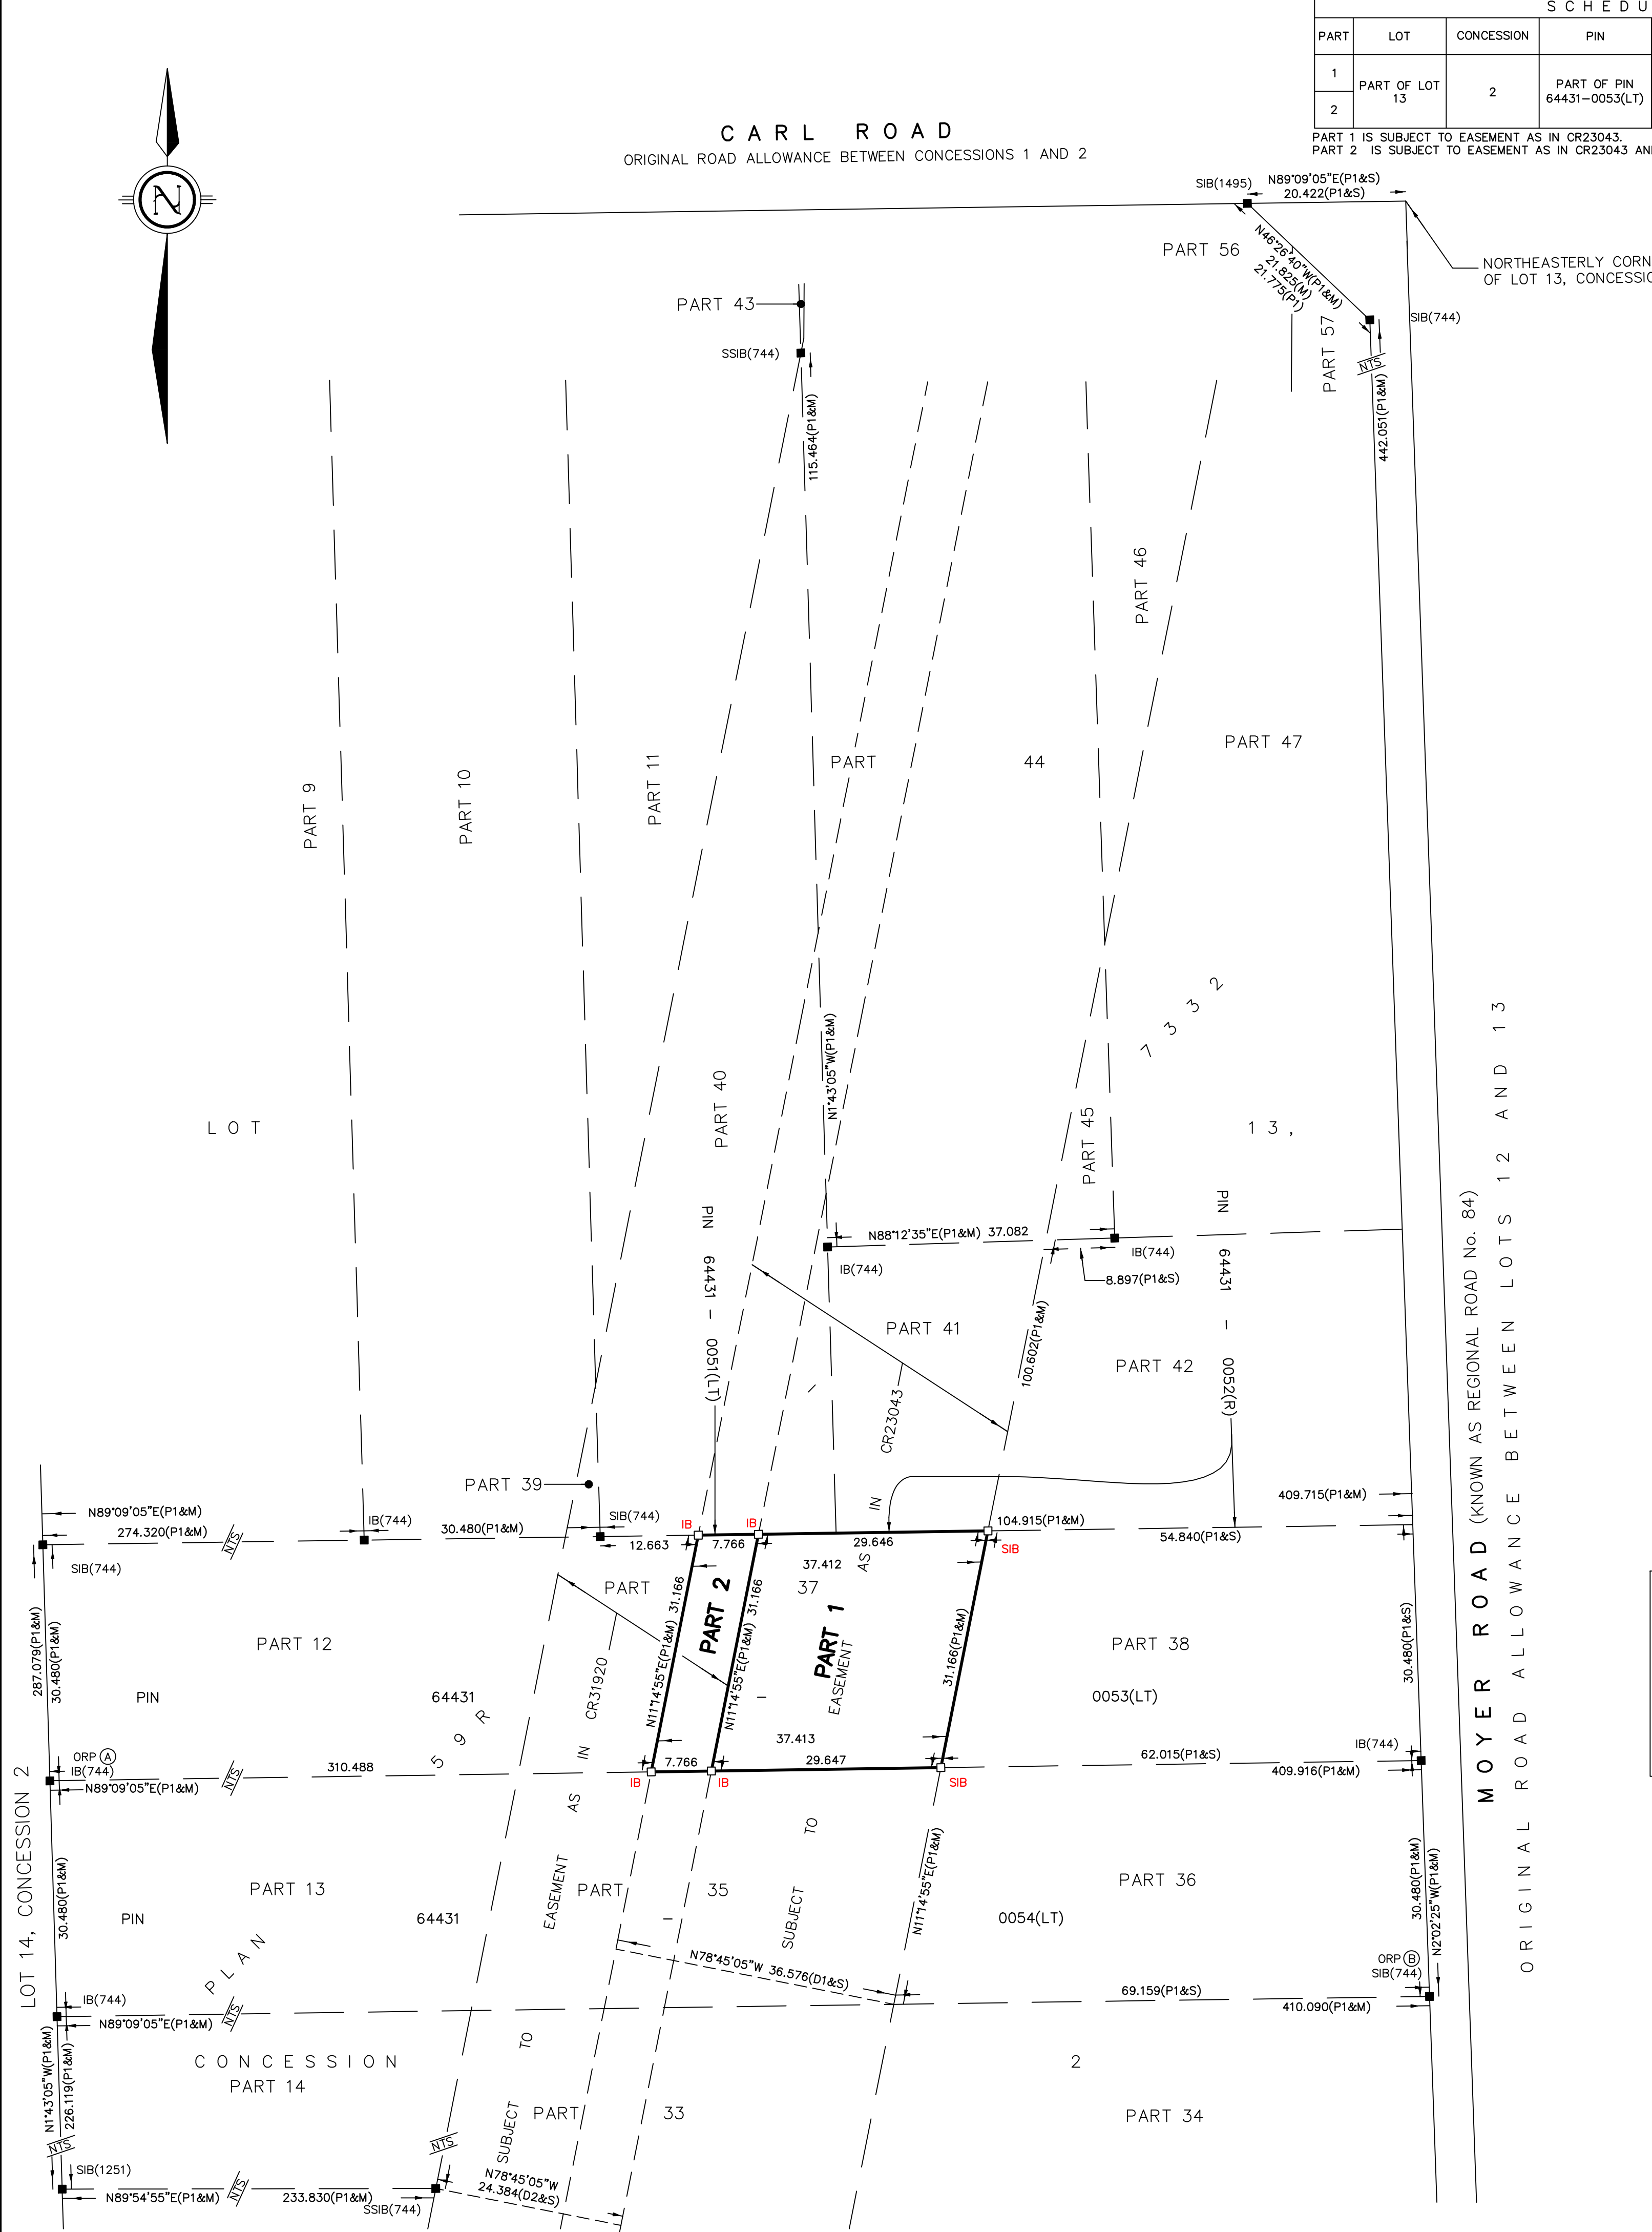 S C H E D U
PART LOT CONCESSION PIN
1
PART OF LOT 13
2
PART OF PIN 64431-0053(LT)
2
PART 1 IS SUBJECT TO EASEMENT AS IN CR23043.
PART 2 IS SUBJECT TO EASEMENT AS IN CR23043 AN
N
CARL ROAD
ORIGINAL ROAD ALLOWANCE BETWEEN CONCESSIONS 1 AND 2
SIB(1495)
N89°09'05"E(P1&S)
20.422(P1&S)
PART 56
N46°26'40"W(P1&M)
21.825(M)
21.775(P1)
NORTHEASTERLY CORN
OF LOT 13, CONCESSIO
PART 43
SSIB(744)
PART 57
SIB(744)
NTS
442.051(P1&M)
115.464(P1&M)
PART 46
PART 47
PART 44
PART 9
PART 10
PART 11
7 3 3 2
N1°43'05"W(P1&M)
PART 40
PART 45
LOT
13,
PIN 64431 - 0051(LT)
PIN 64431 - 0052(R)
N88°12'35"E(P1&M) 37.082
IB(744)
IB(744)
8.897(P1&S)
PART 41
100.602(P1&M)
PART 42
CR23043
IN
AS
PART 39
409.715(P1&M)
N89°09'05"E(P1&M)
274.320(P1&M)
NTS
IB(744)
30.480(P1&M)
SIB(744)
IB
IB
104.915(P1&M)
54.840(P1&S)
12.663
7.766
29.646
SIB
37.412
SIB(744)
PART 37
287.079(P1&M)
30.480(P1&M)
N11°14'55"E(P1&M) 31.166
PART 2
N11°14'55"E(P1&M) 31.166
PART 1
EASEMENT
31.166(P1&M)
30.480(P1&S)
PART 12
PART 38
PIN 64431 - 0053(LT)
CR31920
IN
AS
5 9 R
37.413
ORP A
IB(744)
N89°09'05"E(P1&M)
NTS
310.488
7.766
29.647
62.015(P1&S)
IB(744)
409.916(P1&M)
IB
IB
SIB
TO
LOT 14, CONCESSION 2
30.480(P1&M)
PART 13
EASEMENT
PART 35
SUBJECT
N11°14'55"E(P1&M)
PART 36
30.480(P1&M)
N2°02'25"W(P1&M)
PIN 64431 - 0054(LT)
PLAN
N78°45'05"W 36.576(D1&S)
ORP B
SIB(744)
IB(744)
NTS
N89°09'05"E(P1&M)
69.159(P1&S)
410.090(P1&M)
TO
N1°43'05"W(P1&M)
226.119(P1&M)
CONCESSION 2
PART 14
SUBJECT
PART 33
PART 34
NTS
NTS
SIB(1251)
N89°54'55"E(P1&M)
NTS
233.830(P1&M)
SSIB(744)
N78°45'05"W
24.384(D2&S)
MOYER ROAD (KNOWN AS REGIONAL ROAD No. 84)
ORIGINAL ROAD ALLOWANCE BETWEEN LOTS 12 AND 13